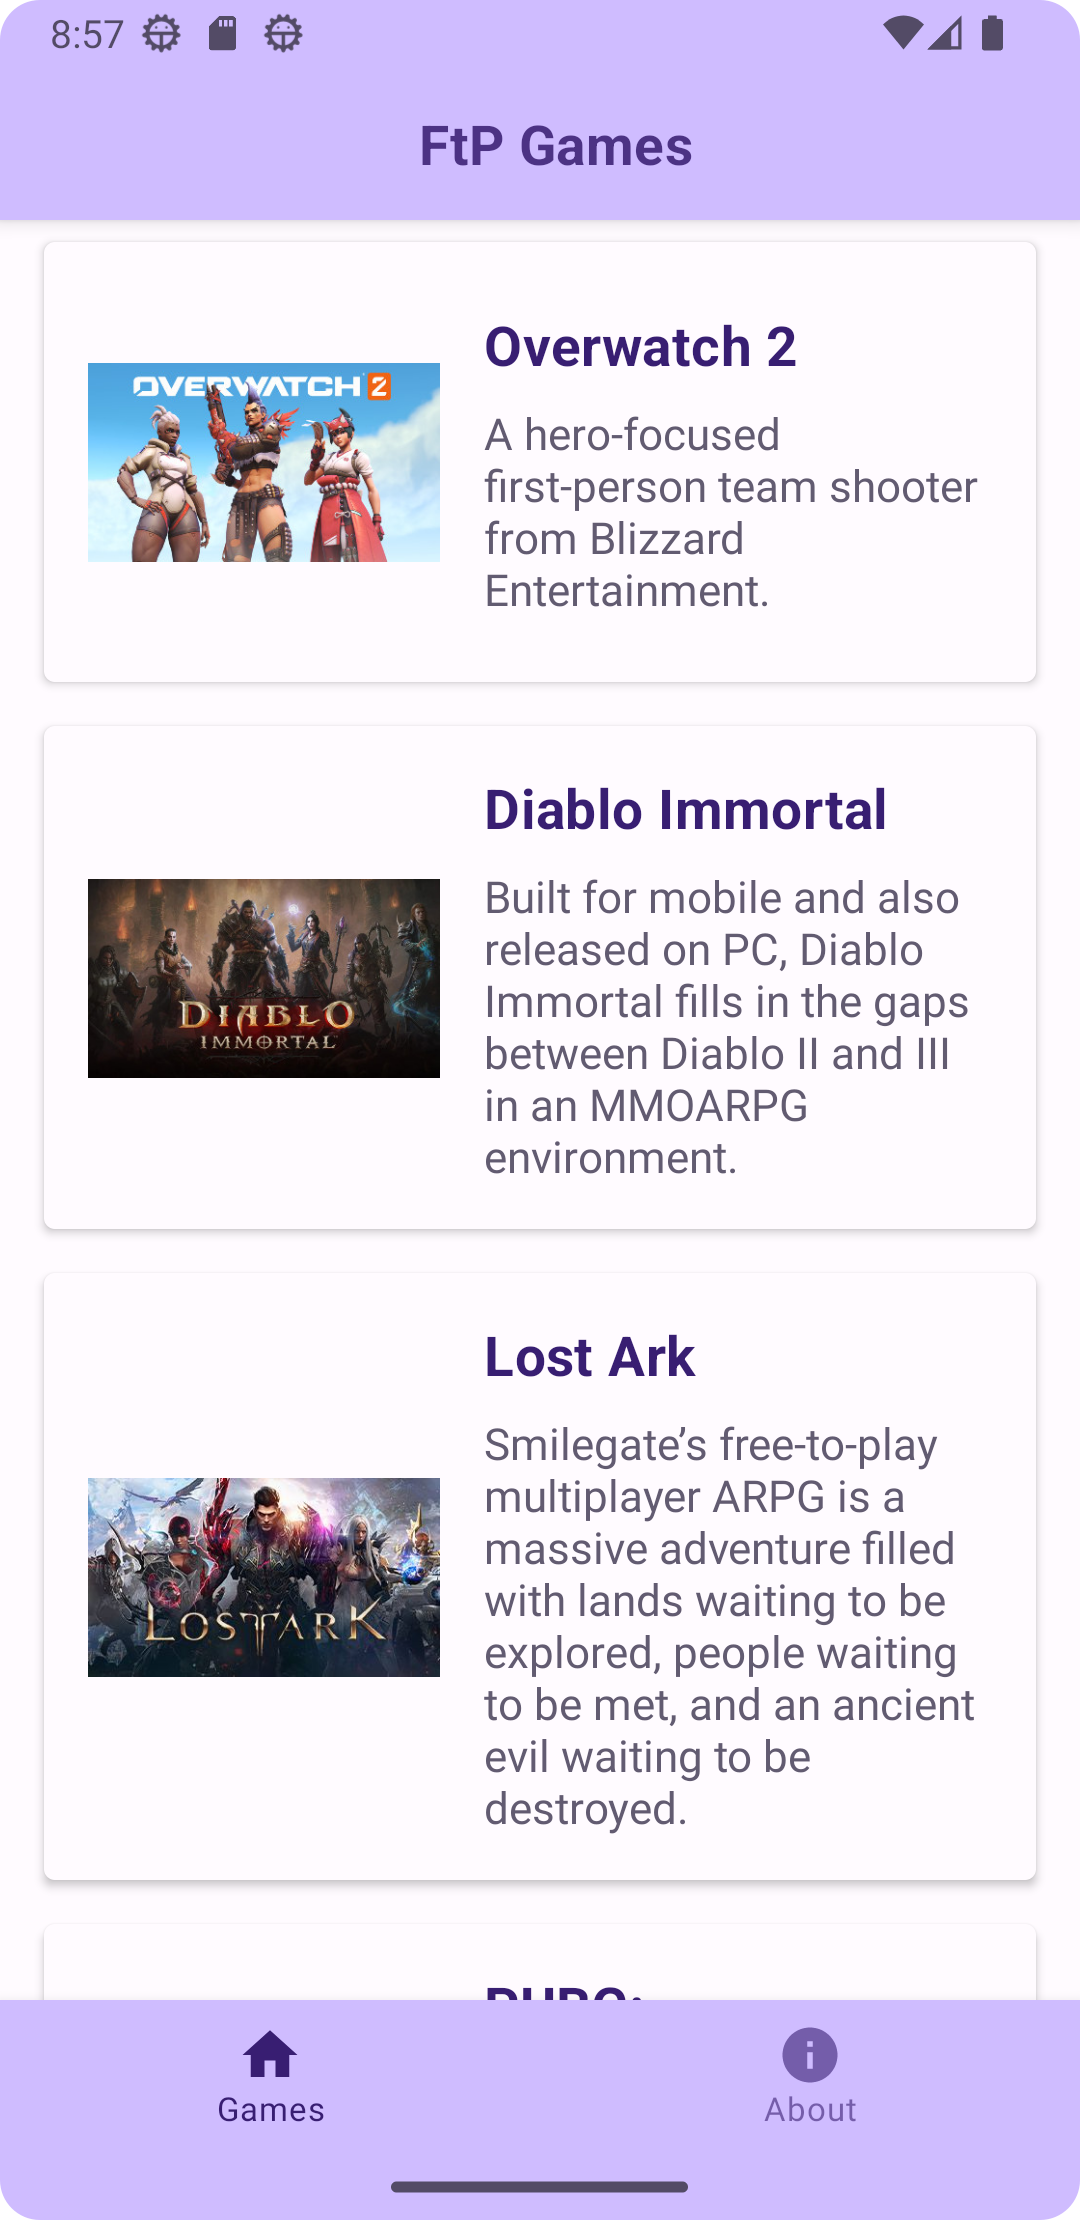 8:57
FtP Games
OVERWATCH 2
Overwatch 2
A hero-focused
first-person team shooter
from Blizzard
Entertainment.
DIABLO
IMMORTAL
Diablo Immortal
Built for mobile and also
released on PC, Diablo
Immortal fills in the gaps
between Diablo II and III
in an MMOARPG
environment.
LOST ARK
Lost Ark
Smilegate’s free-to-play
multiplayer ARPG is a
massive adventure filled
with lands waiting to be
explored, people waiting
to be met, and an ancient
evil waiting to be
destroyed.
PUBG:
Games
About